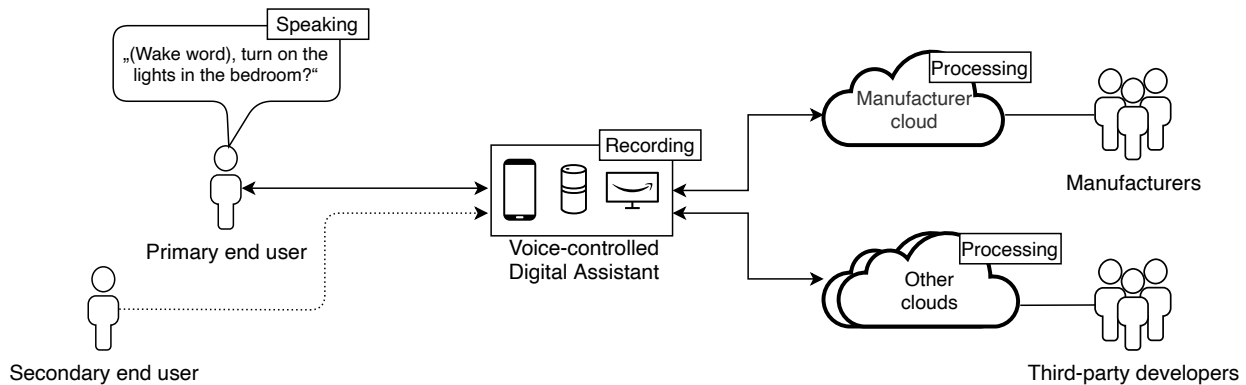 Speaking
„(Wake word), turn on the
lights in the bedroom?“
Primary end user
Secondary end user
Recording
Voice-controlled
Digital Assistant
Processing
Manufacturer
cloud
Manufacturers
Processing
Other
clouds
Third-party developers